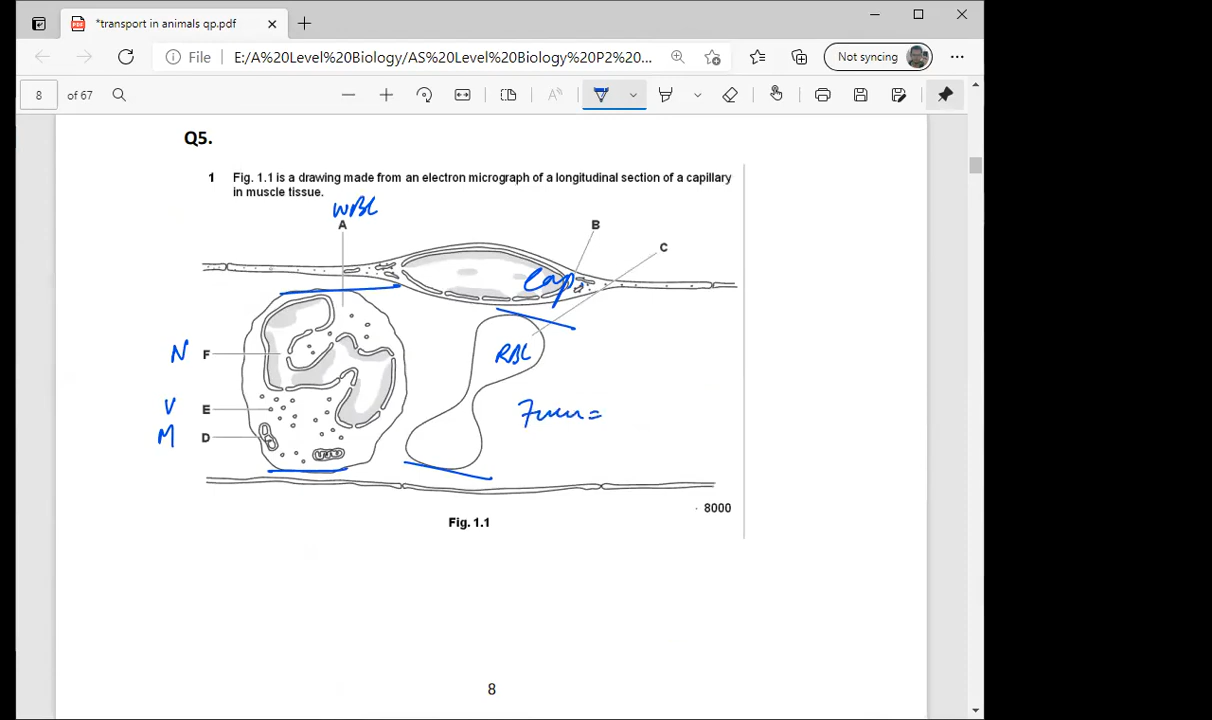 *transport in animals qp.pdf
File E:/A%20Level%20Biology/AS%20Level%20Biology%20P2%20... Not syncing
8 of 67
Q5.
1 Fig. 1.1 is a drawing made from an electron micrograph of a longitudinal section of a capillary
in muscle tissue.
WBC
A
B
C
Cap
N F
RBC
V E
7mm=
M D
8000
Fig. 1.1
8